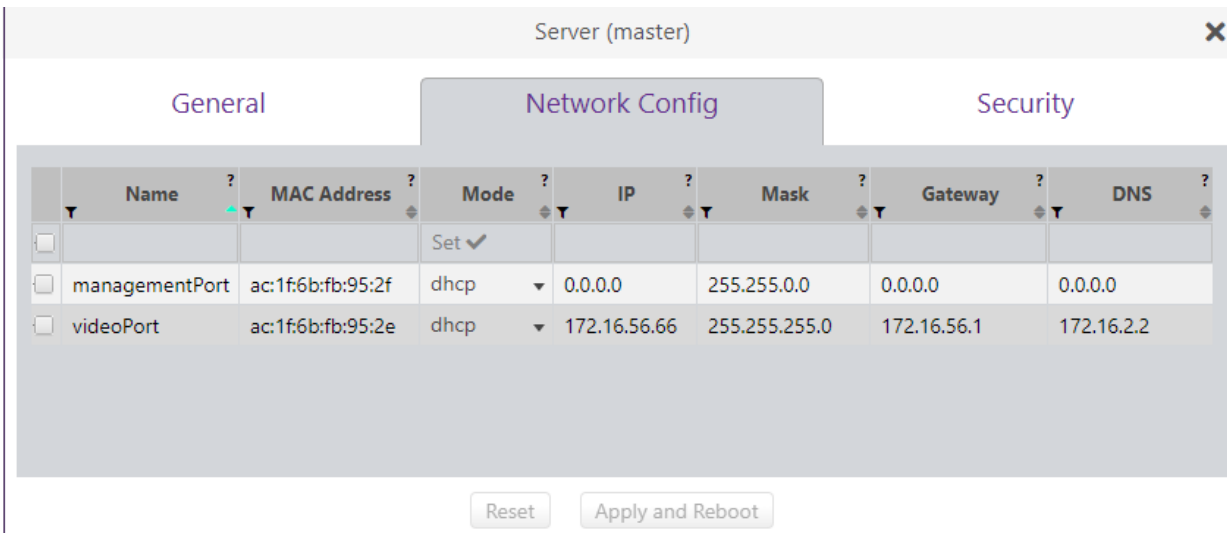 Server (master)
General Network Config Security
Name ? MAC Address ? Mode ? IP ? Mask ? Gateway ? DNS ?
Set
managementPort ac:1f:6b:fb:95:2f dhcp 0.0.0.0 255.255.0.0 0.0.0.0 0.0.0.0
videoPort ac:1f:6b:fb:95:2e dhcp 172.16.56.66 255.255.255.0 172.16.56.1 172.16.2.2
Reset Apply and Reboot